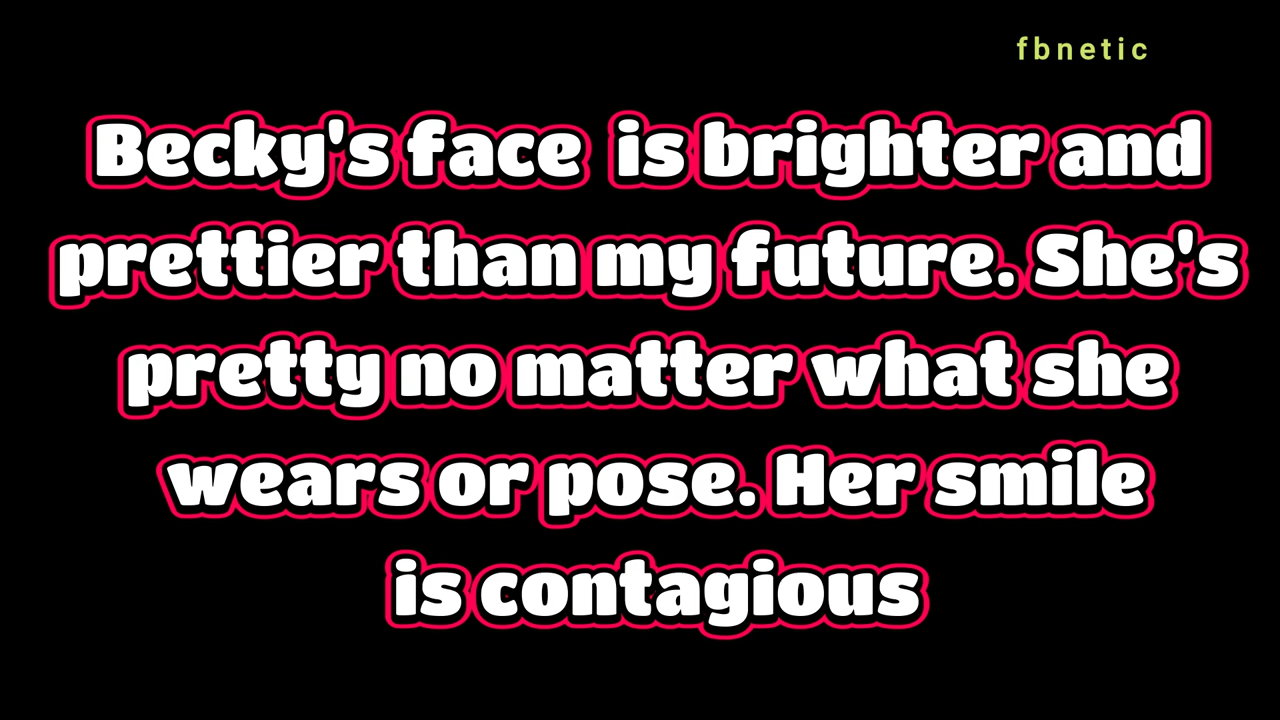 fbnetic
Becky's face  is brighter and
prettier than my future. She's
pretty no matter what she
wears or pose. Her smile
is contagious